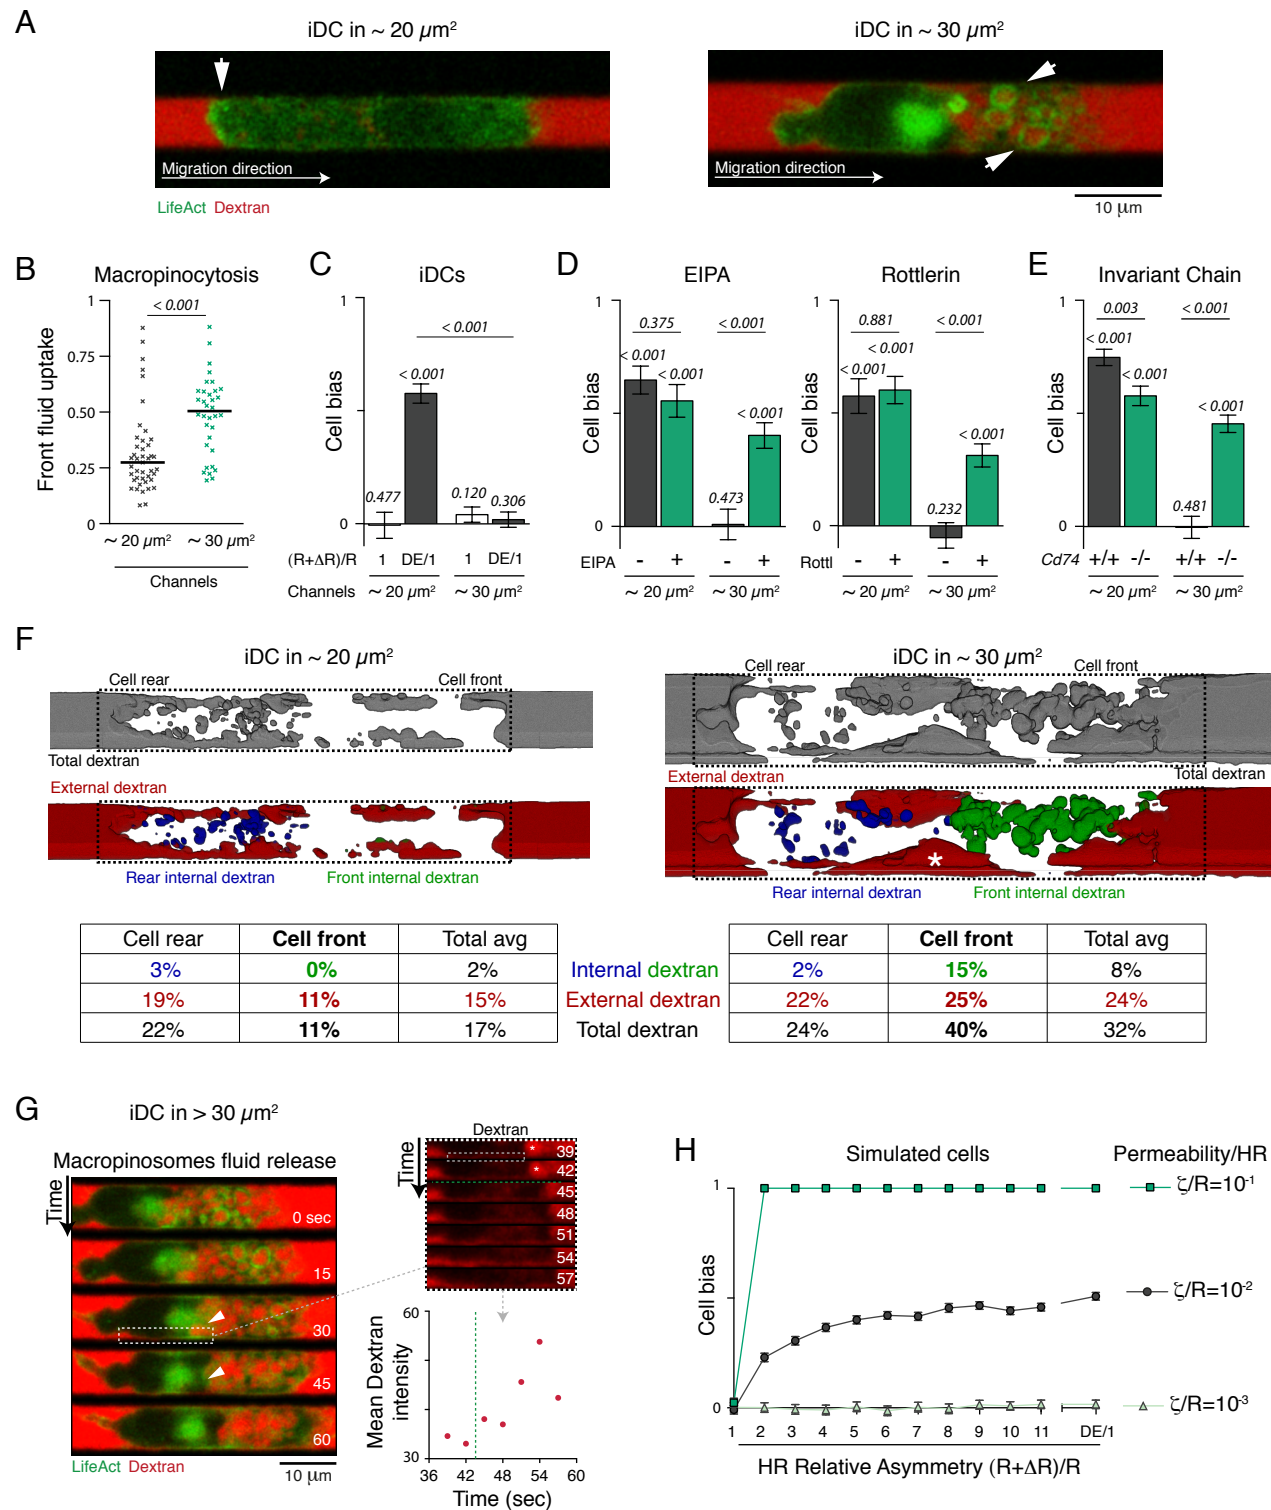 A
iDC in ~ 20 µm²
iDC in ~ 30 µm²
Migration direction
Migration direction
LifeAct Dextran
10 µm
B
Macropinocytosis
< 0.001
Front fluid uptake
1
0.75
0.50
0.25
0
~ 20 µm² ~ 30 µm²
Channels
C
iDCs
< 0.001
< 0.001
0.477
0.120
0.306
Cell bias
1
0
(R+ΔR)/R 1 DE/1 1 DE/1
Channels ~ 20 µm² ~ 30 µm²
D
EIPA
0.375
< 0.001
< 0.001
< 0.001
< 0.001
0.473
Cell bias
1
0
EIPA - + - +
~ 20 µm² ~ 30 µm²
Rottlerin
0.881
< 0.001
< 0.001
< 0.001
< 0.001
0.232
Cell bias
1
0
Rottl - + - +
~ 20 µm² ~ 30 µm²
E
Invariant Chain
0.003
< 0.001
< 0.001
< 0.001
< 0.001
0.481
Cell bias
1
0
Cd74 +/+ -/- +/+ -/-
~ 20 µm² ~ 30 µm²
F
iDC in ~ 20 µm²
Cell rear
Cell front
Total dextran
External dextran
Rear internal dextran
Front internal dextran
iDC in ~ 30 µm²
Cell rear
Cell front
External dextran
Total dextran
*
Rear internal dextran
Front internal dextran
Cell rear Cell front Total avg
3% 0% 2%
19% 11% 15%
22% 11% 17%
Internal dextran
External dextran
Total dextran
Cell rear Cell front Total avg
2% 15% 8%
22% 25% 24%
24% 40% 32%
G
iDC in > 30 µm²
Macropinosomes fluid release
Time
0 sec
15
30
45
60
LifeAct Dextran
10 µm
Dextran
Time
* 39
* 42
45
48
51
54
57
Mean Dextran
intensity
60
30
36 42 48 54 60
Time (sec)
H
Simulated cells
Permeability/HR
ζ/R=10⁻¹
ζ/R=10⁻²
ζ/R=10⁻³
Cell bias
1
0
1 2 3 4 5 6 7 8 9 10 11 DE/1
HR Relative Asymmetry (R+ΔR)/R